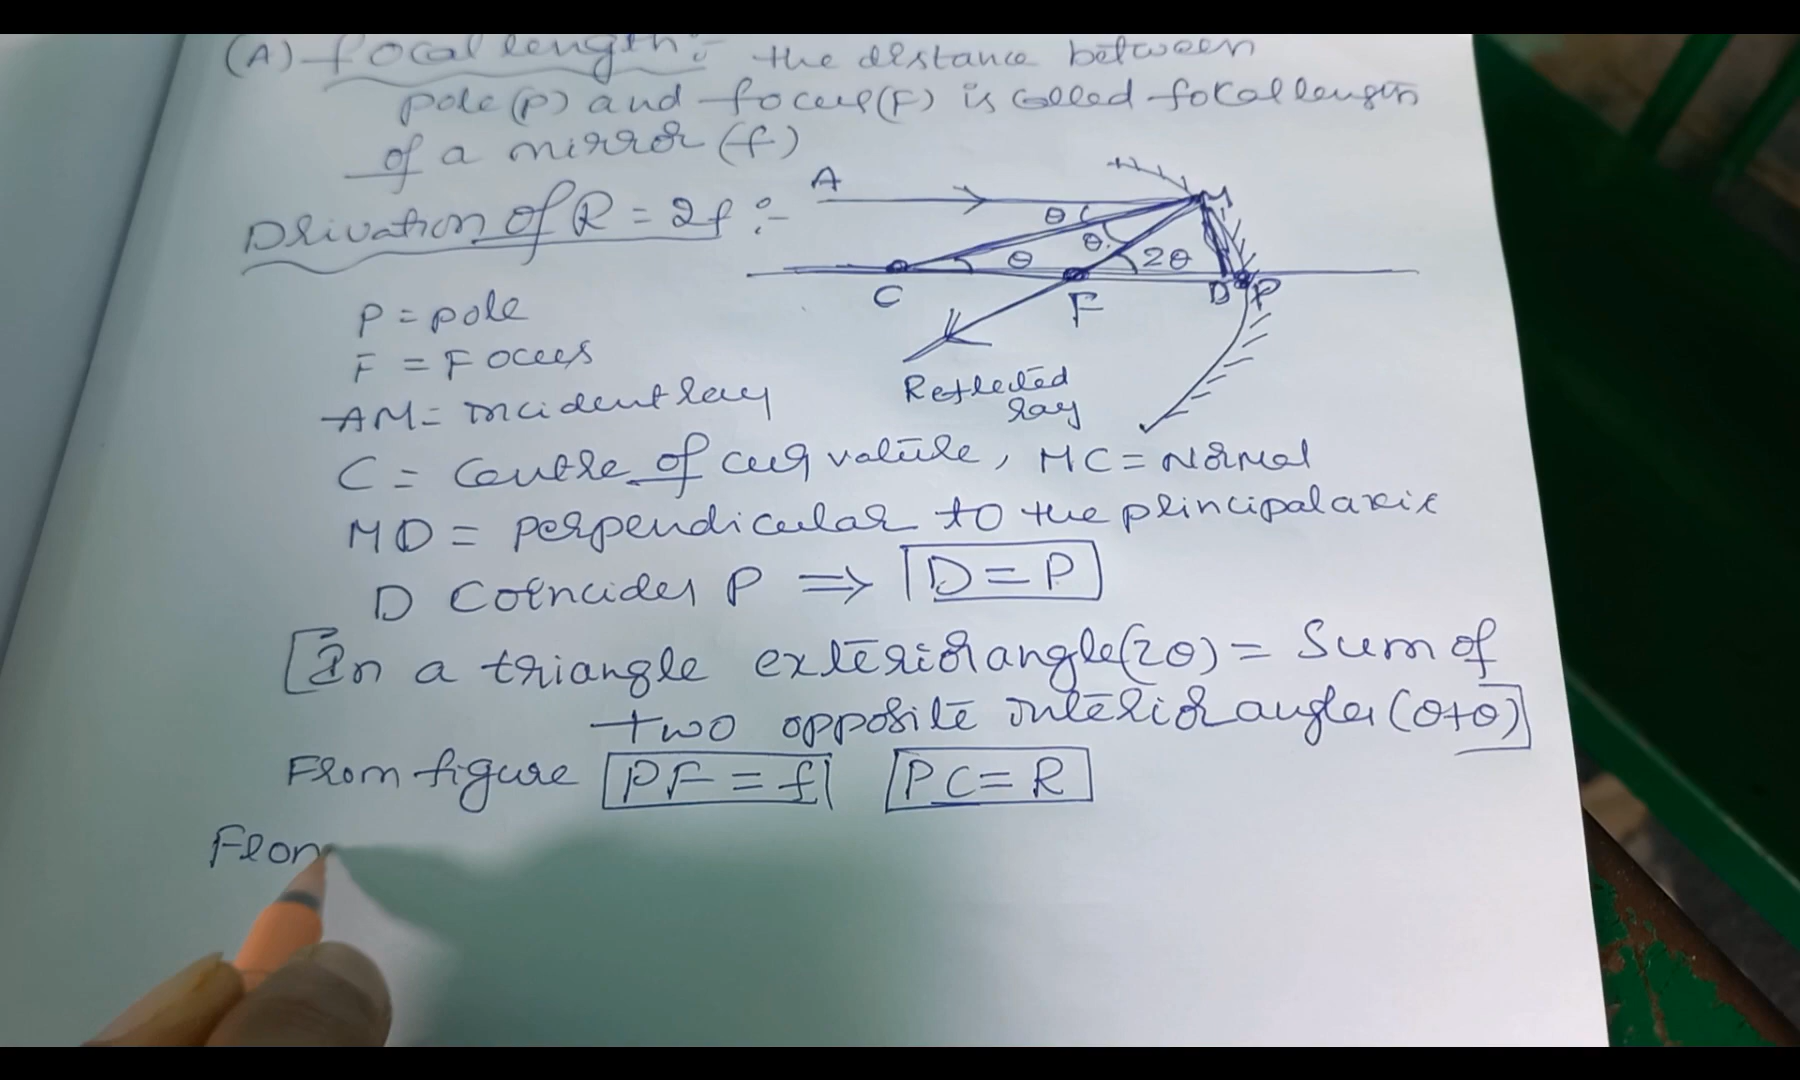 (A) focal length :- the distance between
pole (P) and focus (F) is called focal length
of a mirror (f)
Drivation of R = 2f :-
A
M
θ
θ
θ
2θ
C
F
D
P
Reflected
ray
P = pole
F = Focus
AM = incident ray
C = Centre of curvature, MC = Normal
MD = perpendicular to the principal axis
D Coincides P ⇒ D = P
[In a triangle exterior angle (2θ) = Sum of
two opposite interior angles (θ+θ)]
From figure PF = f PC = R
From